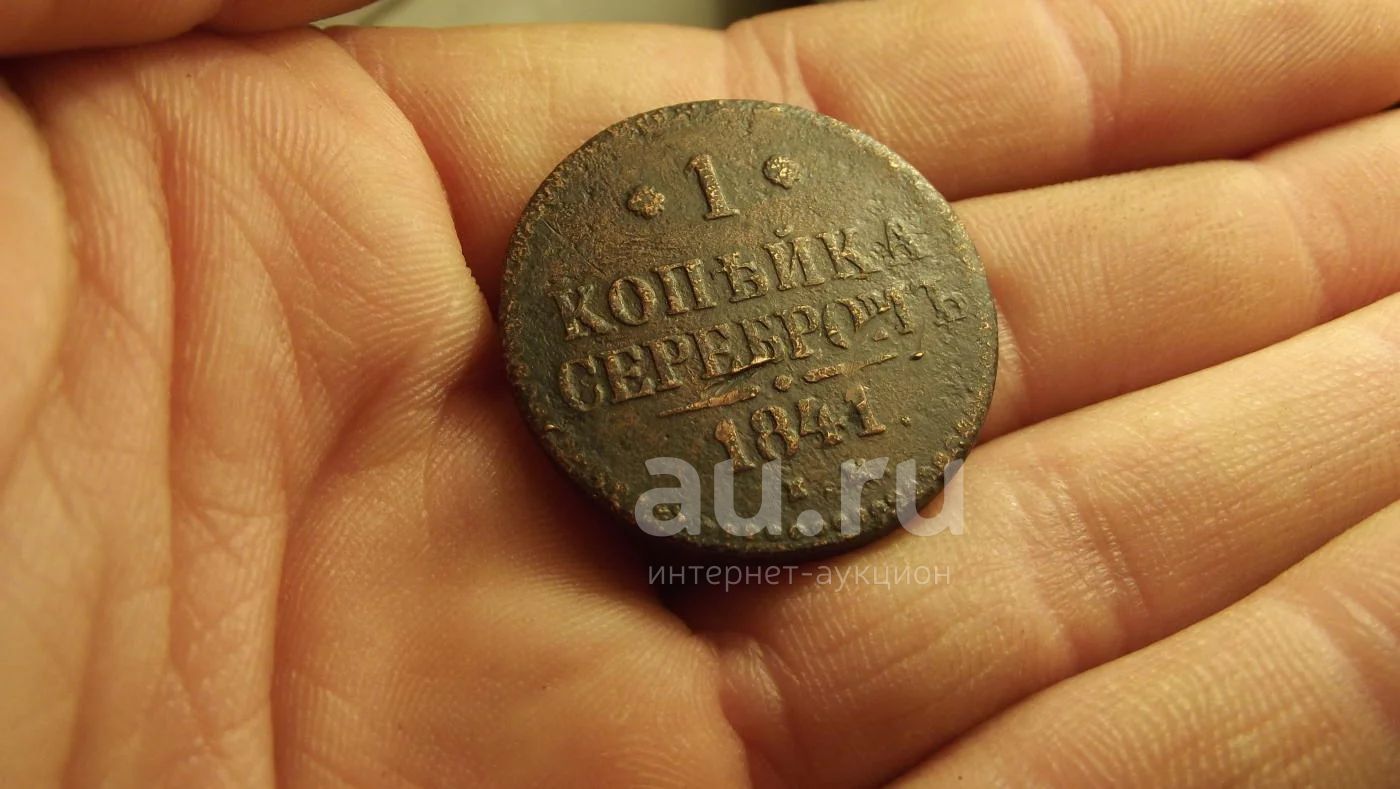 1
КОПѢЙКА
СЕРЕБРОМЪ
1841.
au.ru
интернет-аукцион